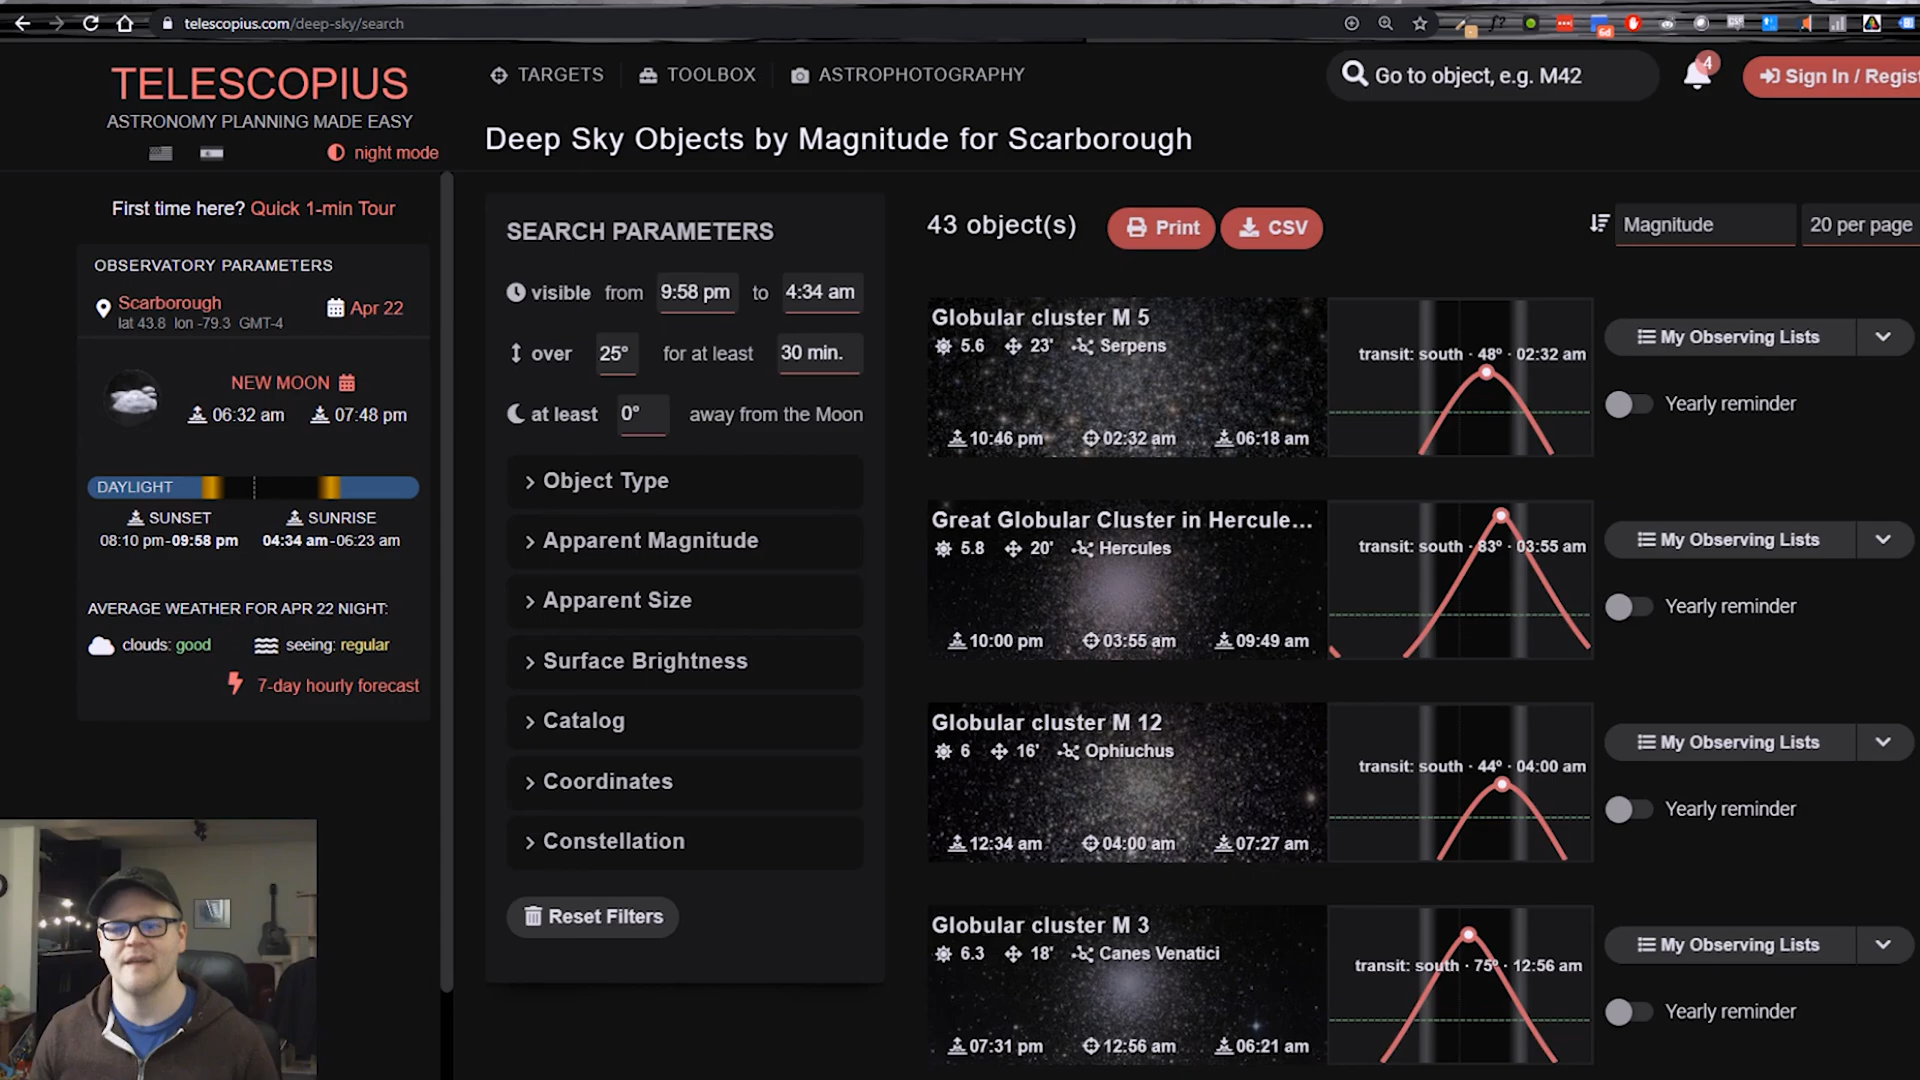 telescopius.com/deep-sky/search
TELESCOPIUS
ASTRONOMY PLANNING MADE EASY
night mode
TARGETS
TOOLBOX
ASTROPHOTOGRAPHY
Go to object, e.g. M42
4
Sign In / Regist
Deep Sky Objects by Magnitude for Scarborough
First time here? Quick 1-min Tour
OBSERVATORY PARAMETERS
Scarborough
Apr 22
lat 43.8 lon -79.3 GMT-4
NEW MOON
06:32 am
07:48 pm
DAYLIGHT
SUNSET
SUNRISE
08:10 pm-09:58 pm
04:34 am-06:23 am
AVERAGE WEATHER FOR APR 22 NIGHT:
clouds: good
seeing: regular
7-day hourly forecast
SEARCH PARAMETERS
visible from 9:58 pm to 4:34 am
over 25° for at least 30 min.
at least 0° away from the Moon
Object Type
Apparent Magnitude
Apparent Size
Surface Brightness
Catalog
Coordinates
Constellation
Reset Filters
43 object(s)
Print
CSV
Magnitude
20 per page
Globular cluster M 5
5.6 23' Serpens
10:46 pm 02:32 am 06:18 am
transit: south · 48° · 02:32 am
My Observing Lists
Yearly reminder
Great Globular Cluster in Hercule...
5.8 20' Hercules
10:00 pm 03:55 am 09:49 am
transit: south · 83° · 03:55 am
My Observing Lists
Yearly reminder
Globular cluster M 12
6 16' Ophiuchus
12:34 am 04:00 am 07:27 am
transit: south · 44° · 04:00 am
My Observing Lists
Yearly reminder
Globular cluster M 3
6.3 18' Canes Venatici
07:31 pm 12:56 am 06:21 am
transit: south · 75° · 12:56 am
My Observing Lists
Yearly reminder